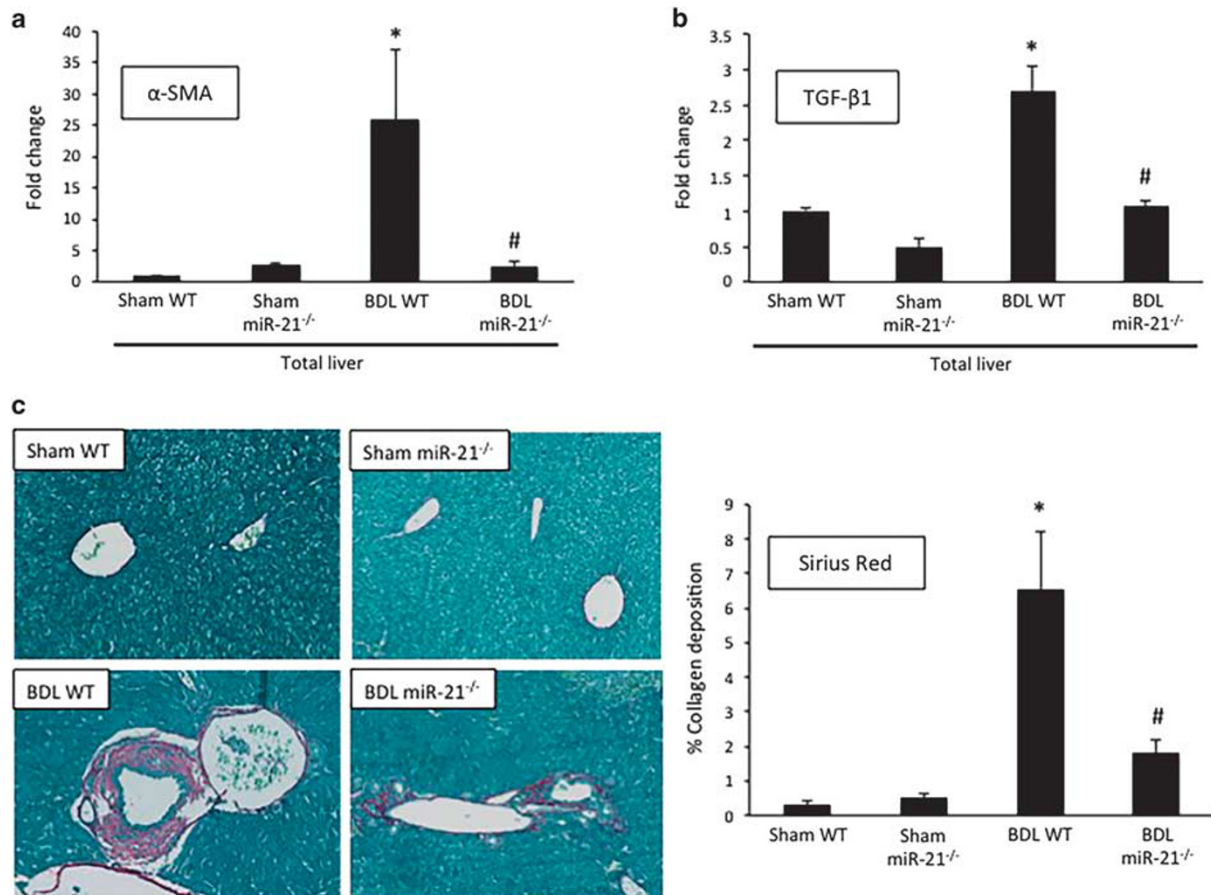 a
40
35
30
25
20
15
10
5
0
Fold change
α-SMA
*
#
Sham WT
Sham
miR-21-/-
BDL WT
BDL
miR-21-/-
Total liver
b
3.5
3
2.5
2
1.5
1
0.5
0
Fold change
TGF-β1
*
#
Sham WT
Sham
miR-21-/-
BDL WT
BDL
miR-21-/-
Total liver
c
Sham WT
Sham miR-21-/-
BDL WT
BDL miR-21-/-
9
8
7
6
5
4
3
2
1
0
% Collagen deposition
Sirius Red
*
#
Sham WT
Sham
miR-21-/-
BDL WT
BDL
miR-21-/-